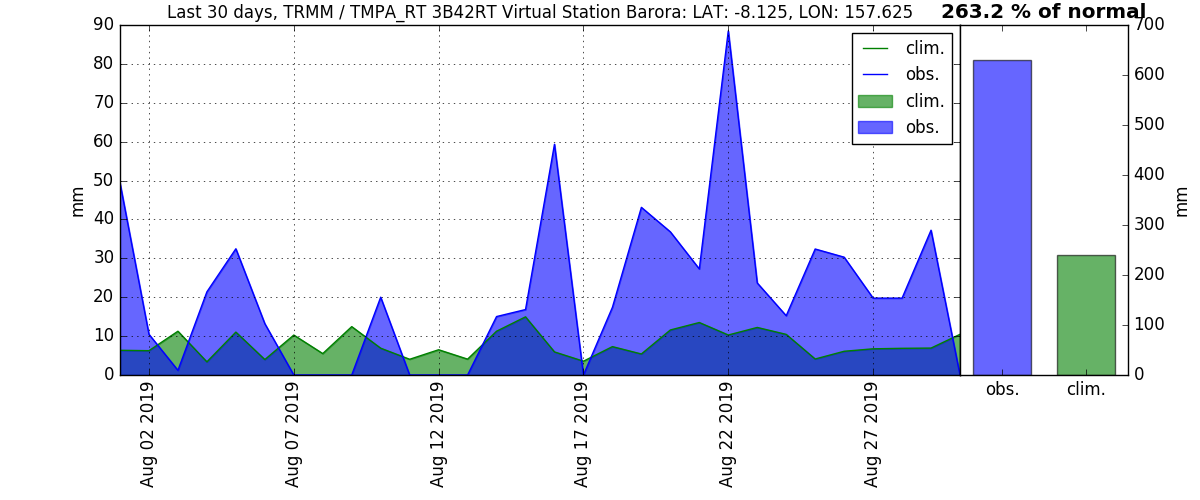 Last 30 days, TRMM / TMPA_RT 3B42RT Virtual Station Barora: LAT: -8.125, LON: 157.625
263.2 % of normal
90
80
70
60
50
40
30
20
10
0
mm
clim.
obs.
clim.
obs.
Aug 02 2019
Aug 07 2019
Aug 12 2019
Aug 17 2019
Aug 22 2019
Aug 27 2019
700
600
500
400
300
200
100
0
mm
obs.
clim.